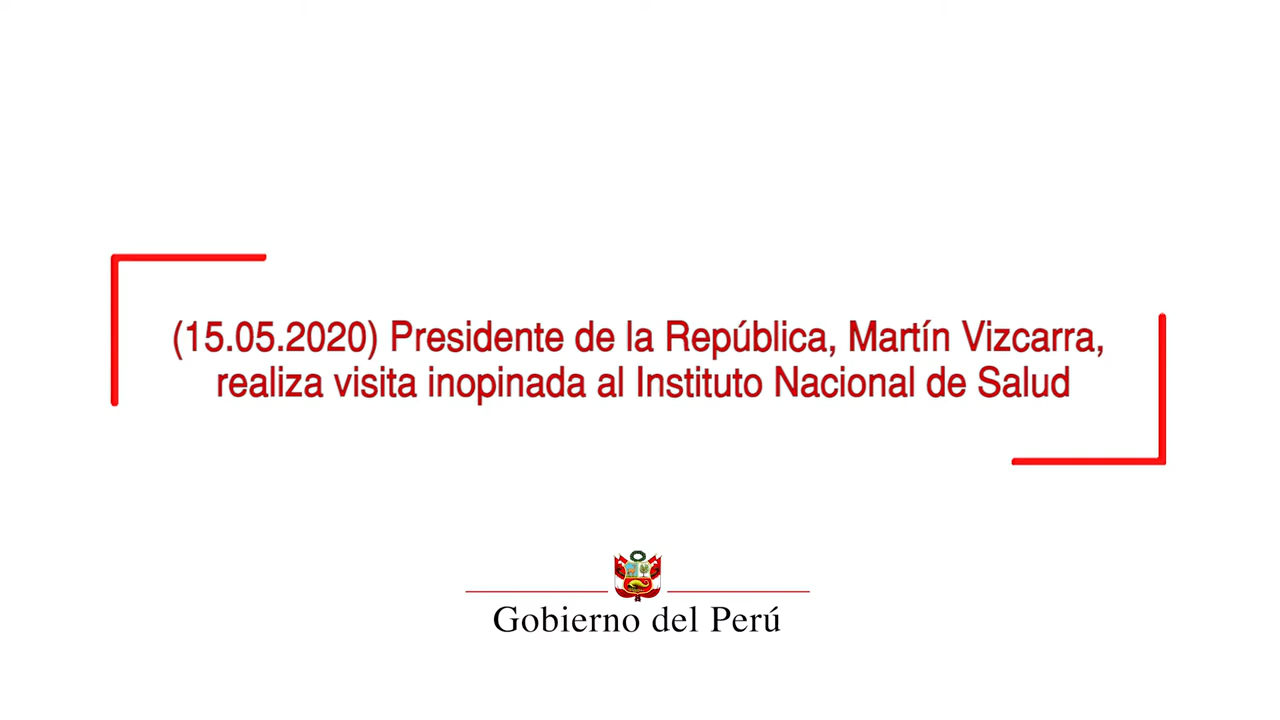 (15.05.2020) Presidente de la República, Martín Vizcarra,
realiza visita inopinada al Instituto Nacional de Salud
Gobierno del Perú